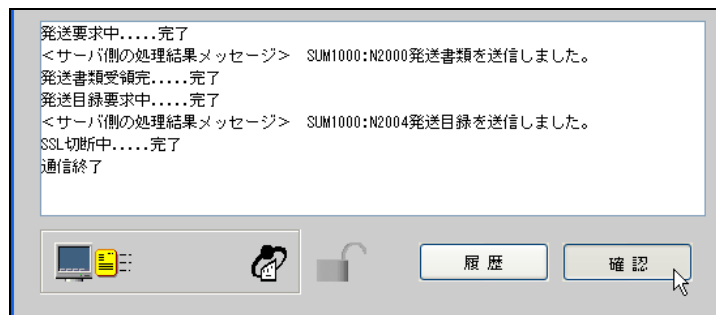 発送要求中.....完了
<サーバ側の処理結果メッセージ>　SUM1000:N2000発送書類を送信しました。
発送書類受領完.....完了
発送目録要求中.....完了
<サーバ側の処理結果メッセージ>　SUM1000:N2004発送目録を送信しました。
SSL切断中.....完了
通信終了
履歴
確認